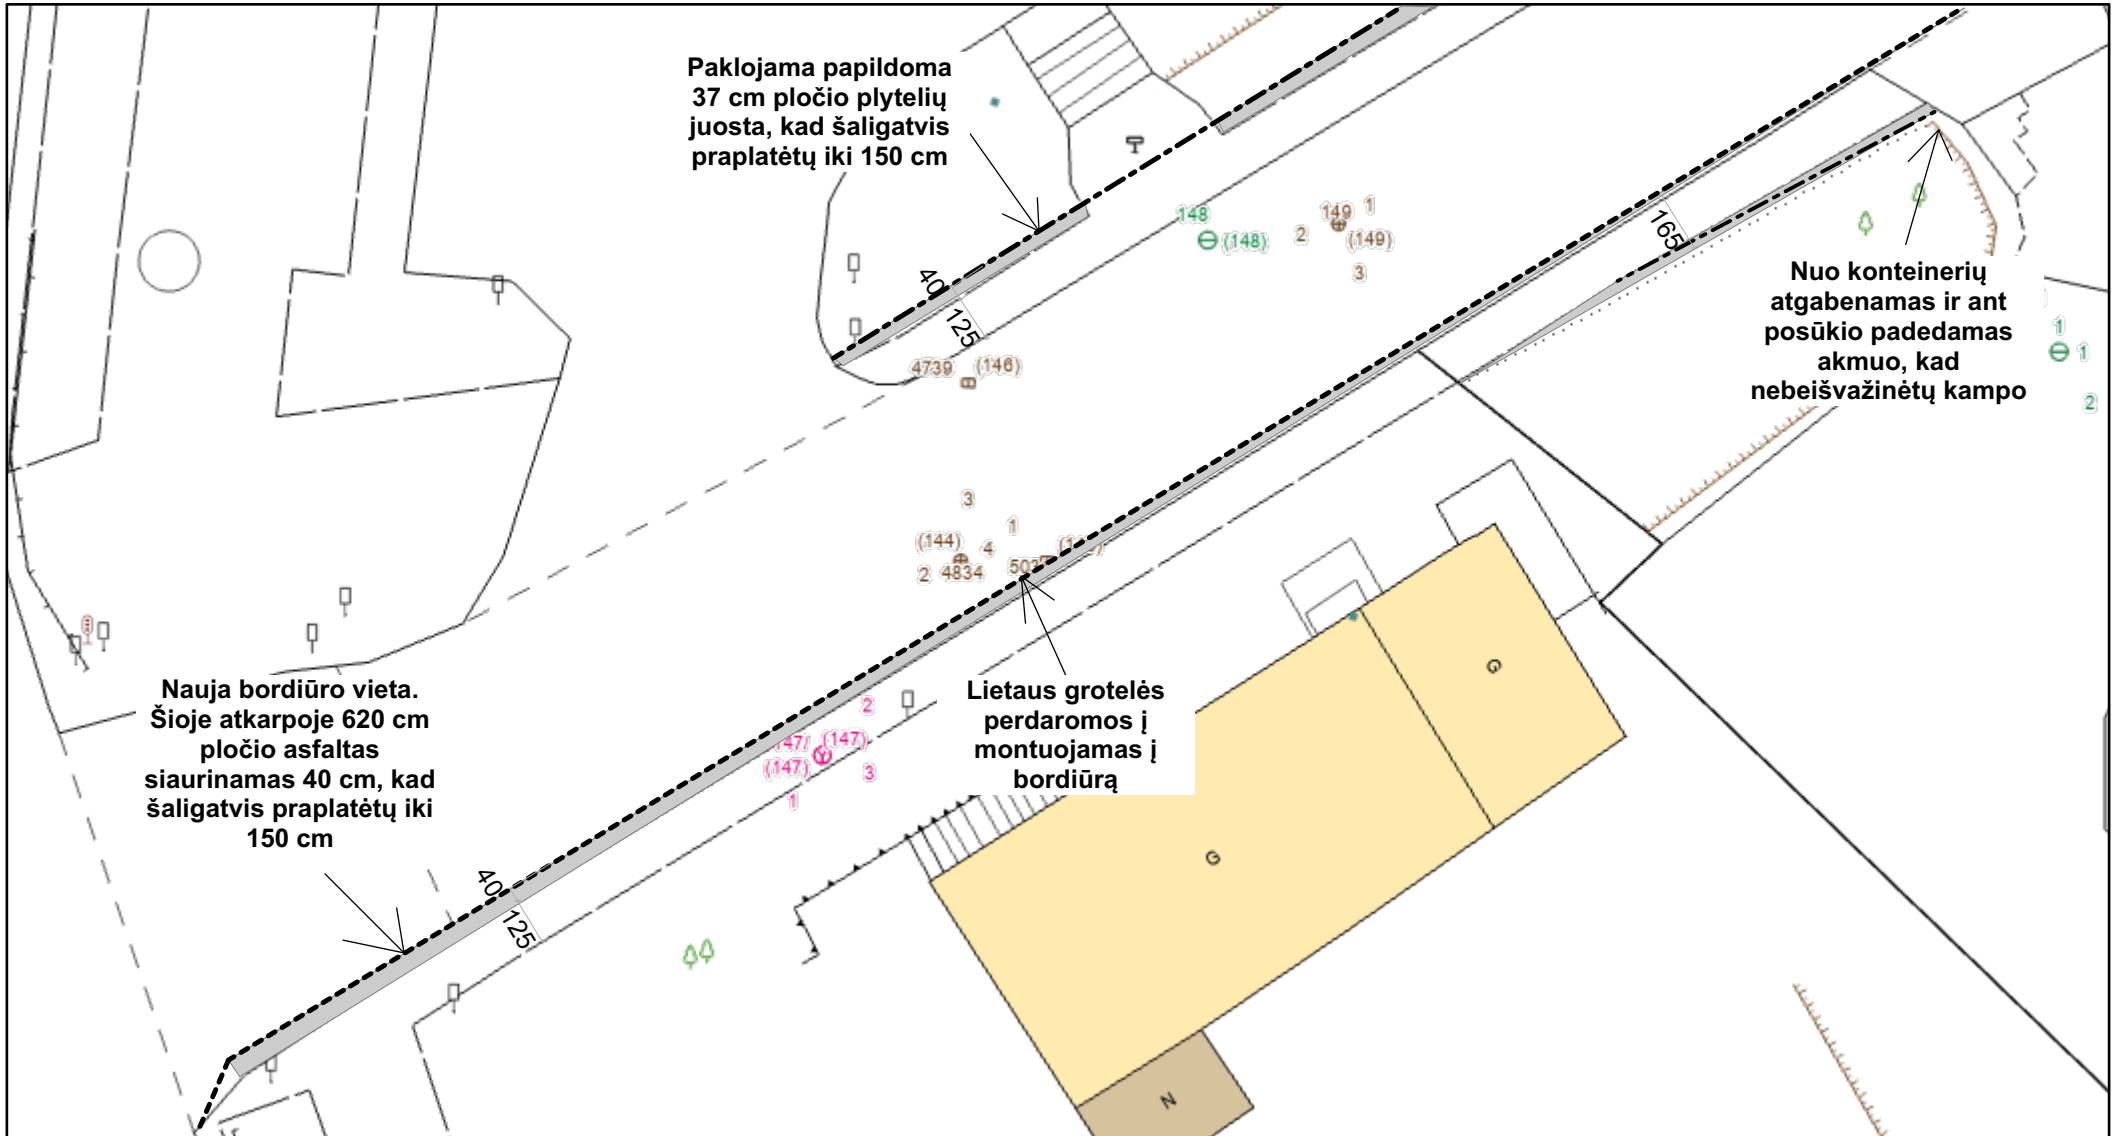 Paklojama papildoma
37 cm pločio plytelių
juosta, kad šaligatvis
praplatėtų iki 150 cm
148
(148)
149
1
2
(149)
3
165
Nuo konteinerių
atgabenamas ir ant
posūkio padedamas
akmuo, kad
nebeišvažinėtų kampo
1
1
2
40
125
4739
(146)
3
1
(144)
4
2
4834
503
Nauja bordiūro vieta.
Šioje atkarpoje 620 cm
pločio asfaltas
siaurinamas 40 cm, kad
šaligatvis praplatėtų iki
150 cm
Lietaus grotelės
perdaromos į
montuojamas į
bordiūrą
2
147/
(147)
(147)
3
1
40
125
G
G
N